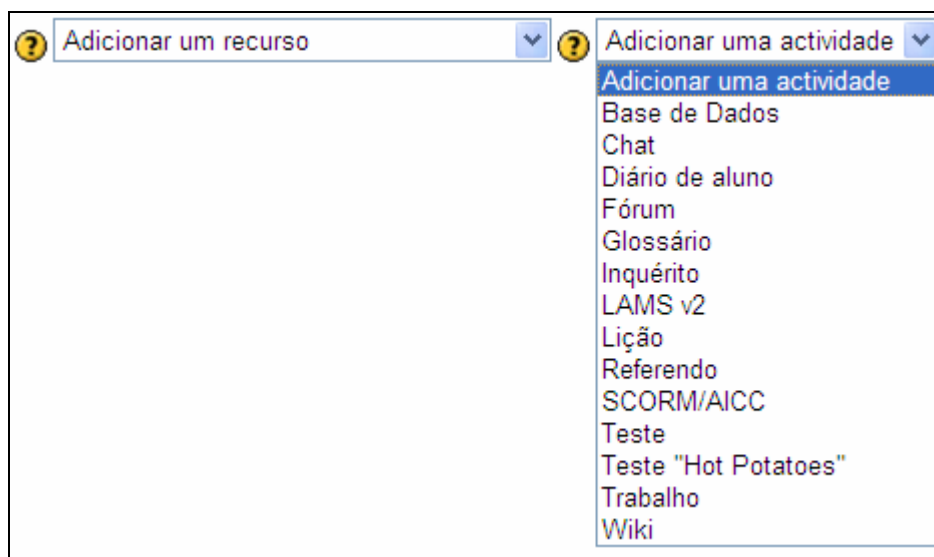 ? Adicionar um recurso ? Adicionar uma actividade
Adicionar uma actividade
Base de Dados
Chat
Diário de aluno
Fórum
Glossário
Inquérito
LAMS v2
Lição
Referendo
SCORM/AICC
Teste
Teste "Hot Potatoes"
Trabalho
Wiki